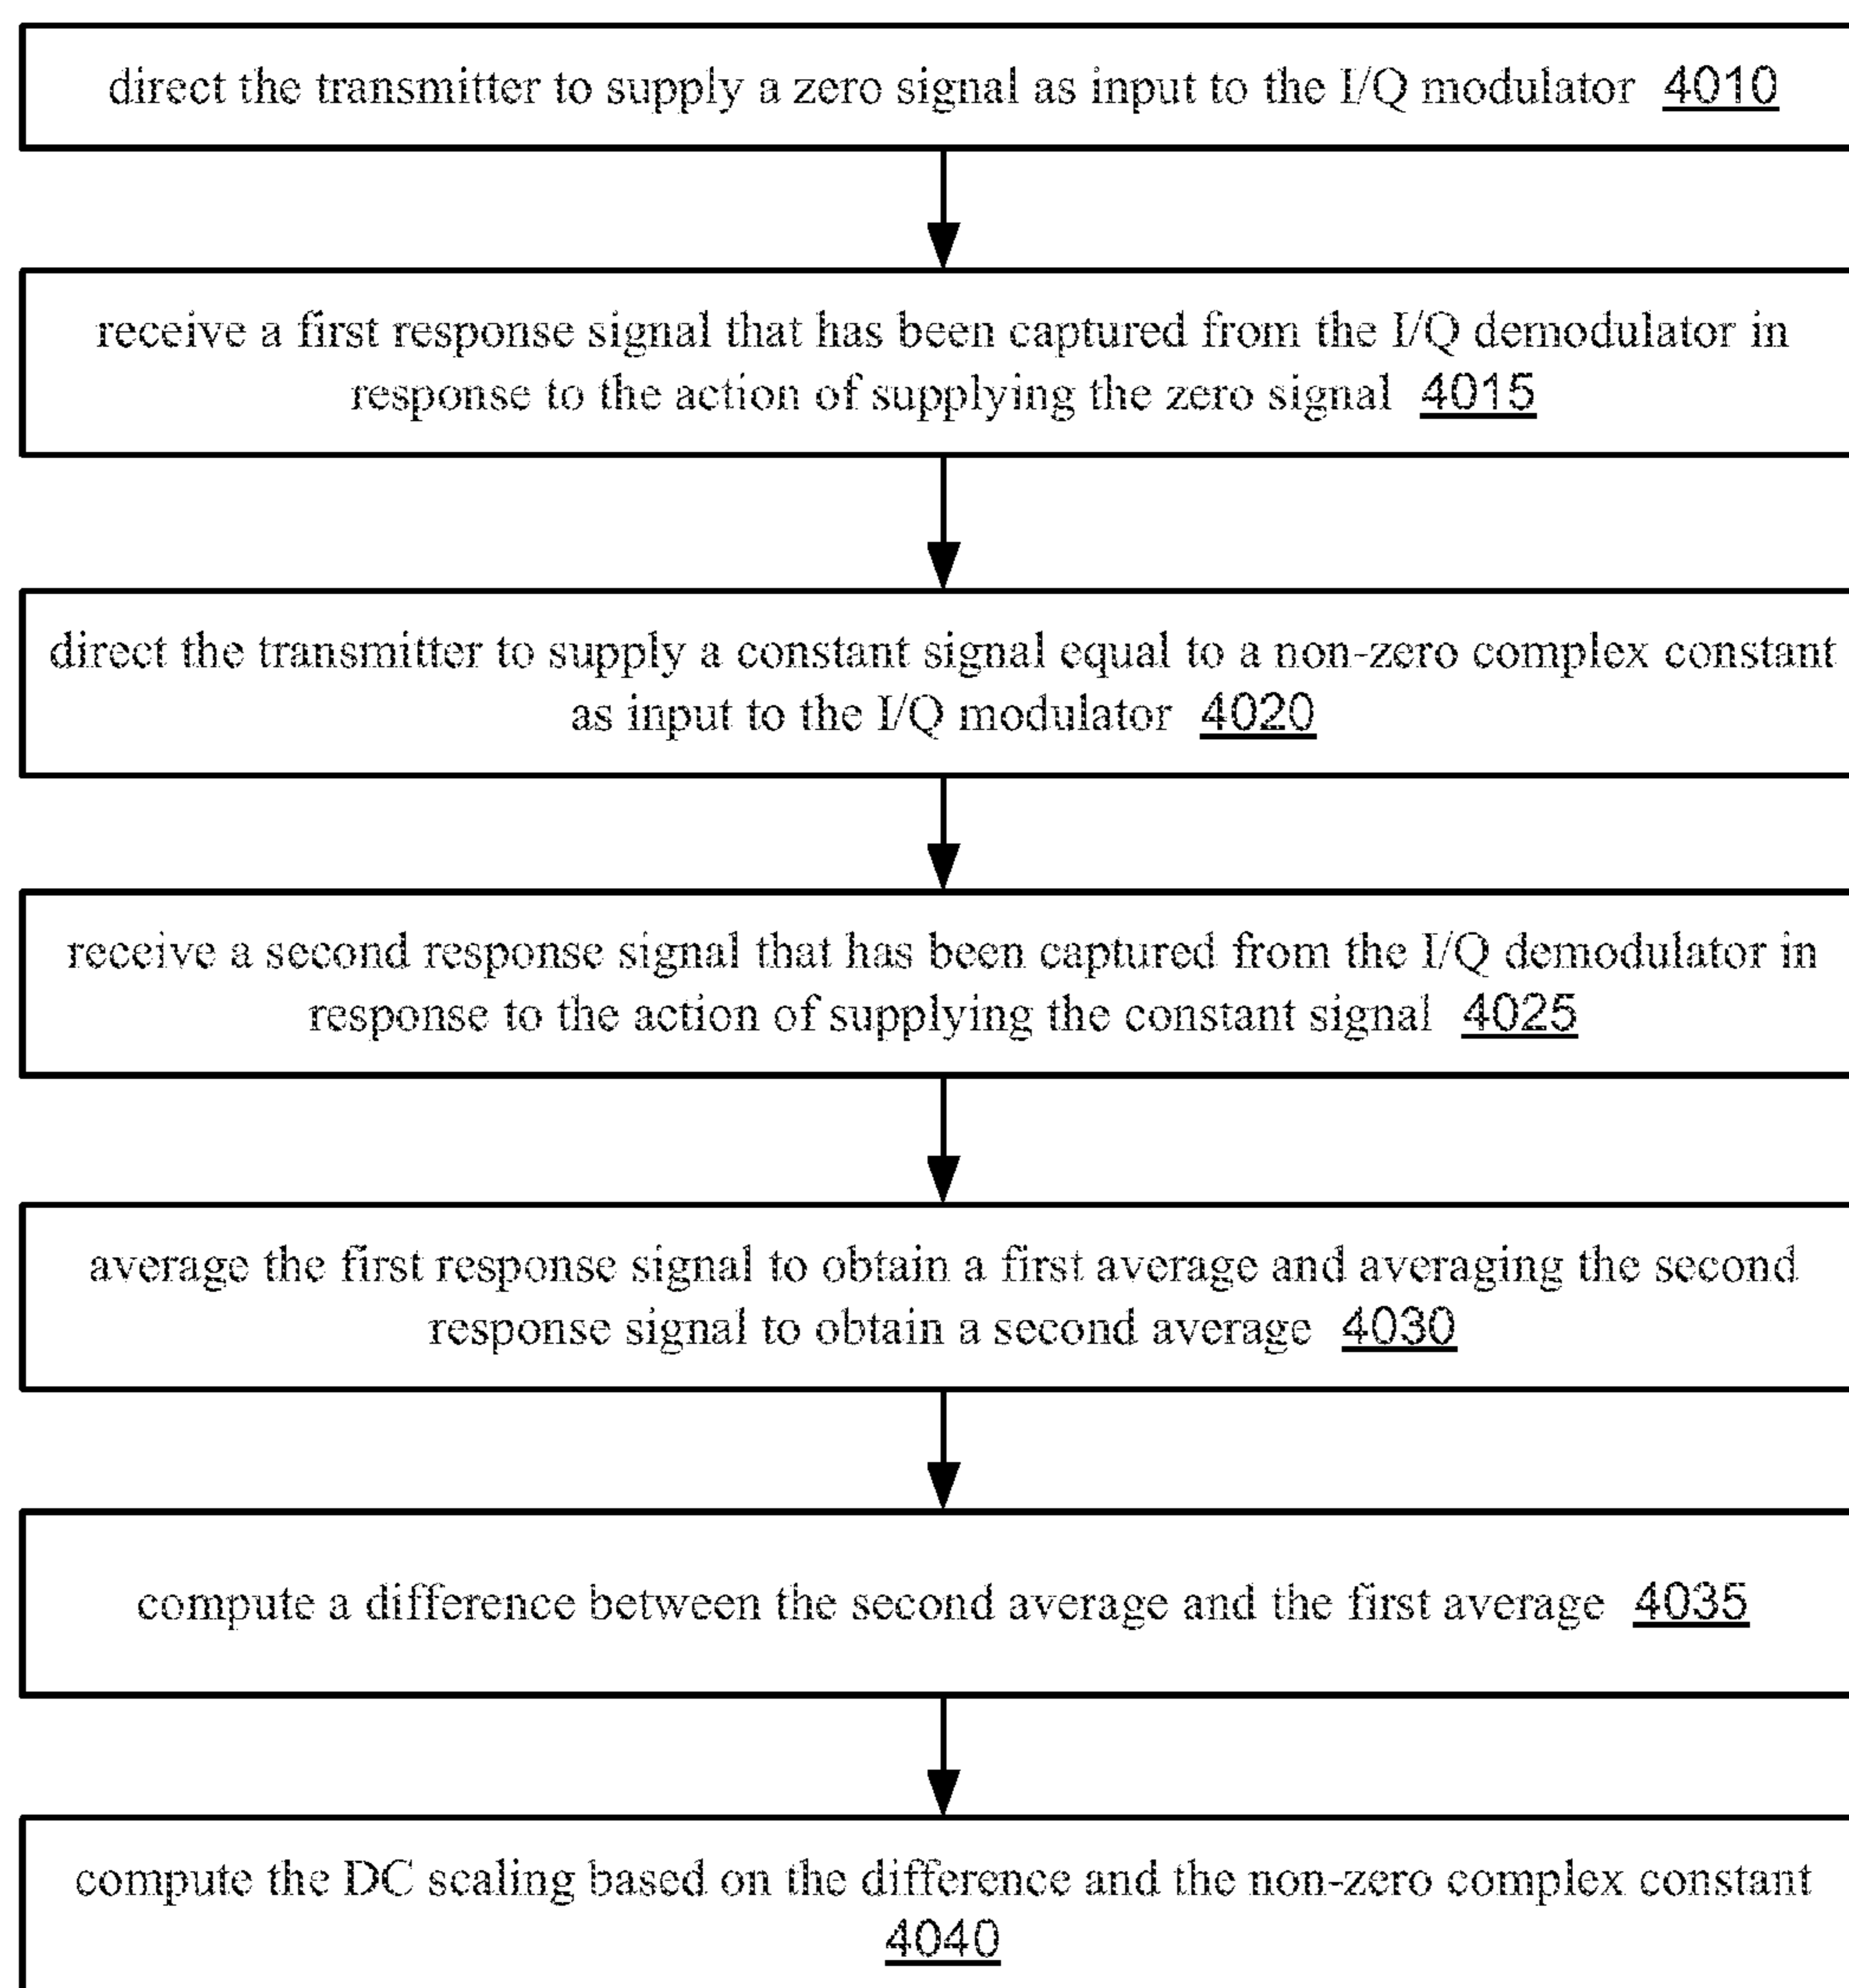 direct the transmitter to supply a zero signal as input to the I/Q modulator 4010
receive a first response signal that has been captured from the I/Q demodulator in
response to the action of supplying the zero signal 4015
direct the transmitter to supply a constant signal equal to a non-zero complex constant
as input to the I/Q modulator 4020
receive a second response signal that has been captured from the I/Q demodulator in
response to the action of supplying the constant signal 4025
average the first response signal to obtain a first average and averaging the second
response signal to obtain a second average 4030
compute a difference between the second average and the first average 4035
compute the DC scaling based on the difference and the non-zero complex constant
4040